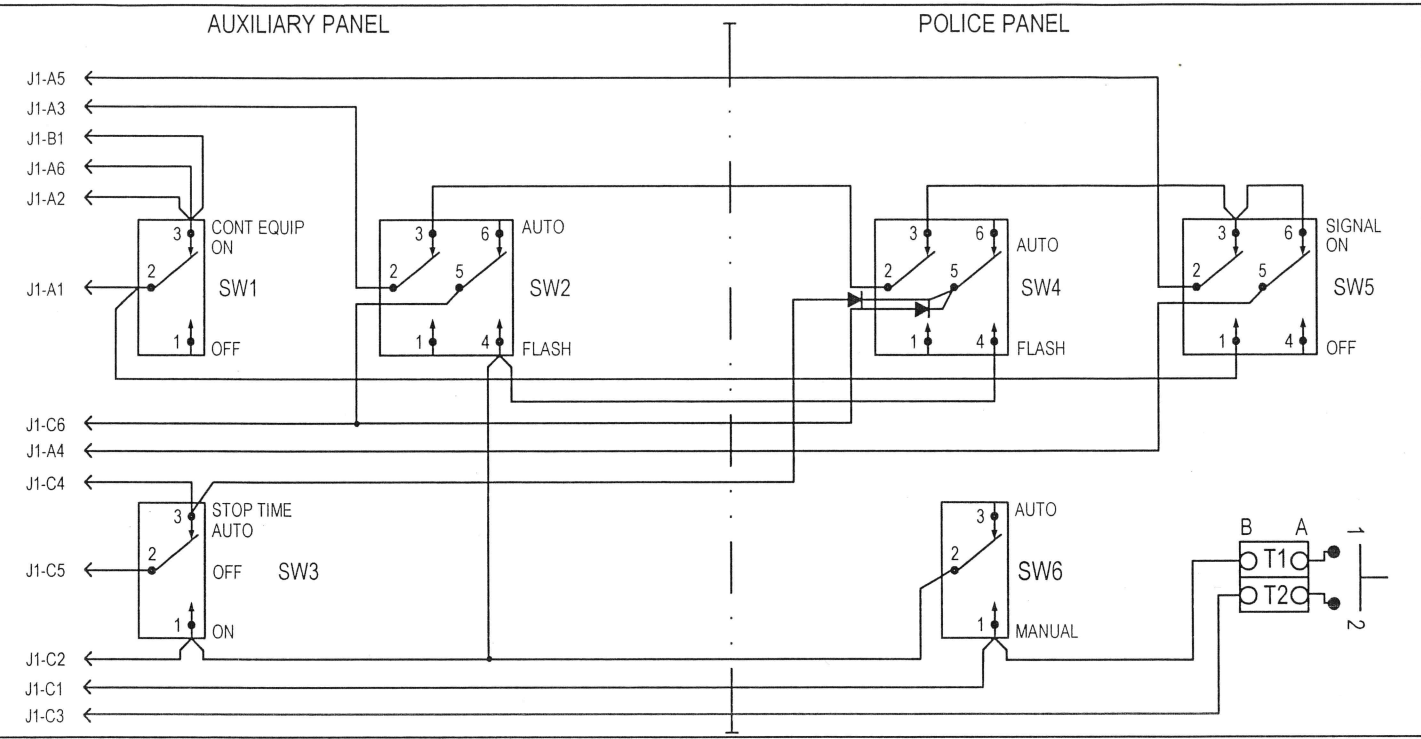 AUXILIARY PANEL
POLICE PANEL
J1-A5
J1-A3
J1-B1
J1-A6
J1-A2
J1-A1
3
CONT EQUIP
ON
2
SW1
1
OFF
3
6
AUTO
2
5
SW2
1
4
FLASH
3
6
AUTO
2
5
SW4
1
4
FLASH
3
6
SIGNAL
ON
2
5
SW5
1
4
OFF
J1-C6
J1-A4
J1-C4
J1-C5
3
STOP TIME
AUTO
2
OFF
SW3
1
ON
3
AUTO
2
SW6
1
MANUAL
B
A
1
T1
T2
2
J1-C2
J1-C1
J1-C3